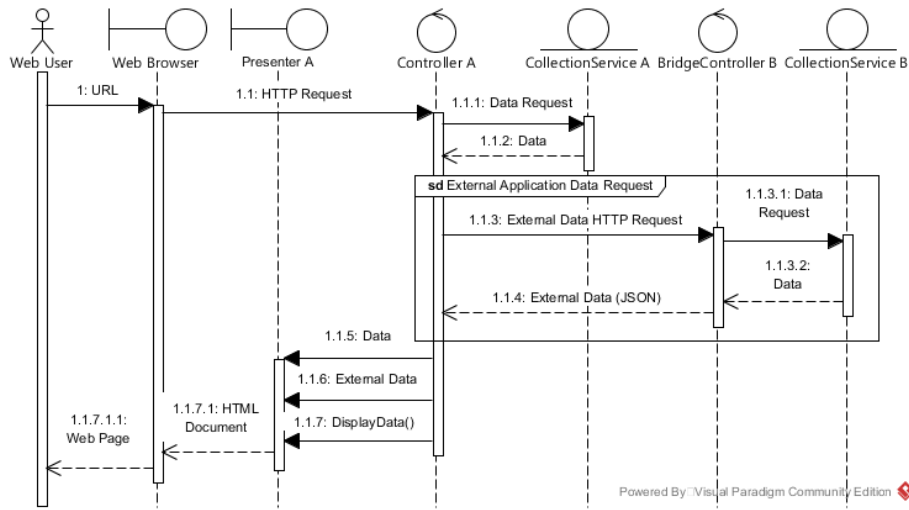 Web User
Web Browser
Presenter A
Controller A
CollectionService A
BridgeController B
CollectionService B
1: URL
1.1: HTTP Request
1.1.1: Data Request
1.1.2: Data
sd External Application Data Request
1.1.3.1: Data
Request
1.1.3: External Data HTTP Request
1.1.3.2:
Data
1.1.4: External Data (JSON)
1.1.5: Data
1.1.6: External Data
1.1.7: DisplayData()
1.1.7.1: HTML
Document
1.1.7.1.1:
Web Page
Powered By Visual Paradigm Community Edition